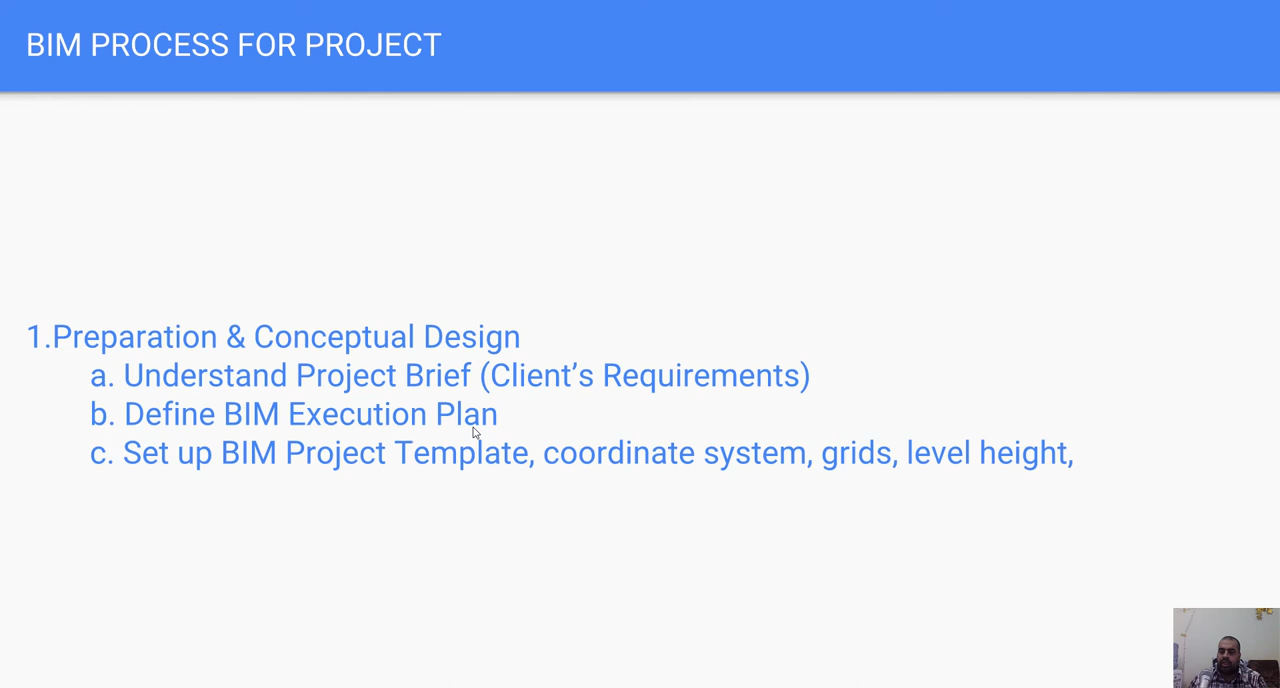 BIM PROCESS FOR PROJECT
1.Preparation & Conceptual Design
a. Understand Project Brief (Client’s Requirements)
b. Define BIM Execution Plan
c. Set up BIM Project Template, coordinate system, grids, level height,